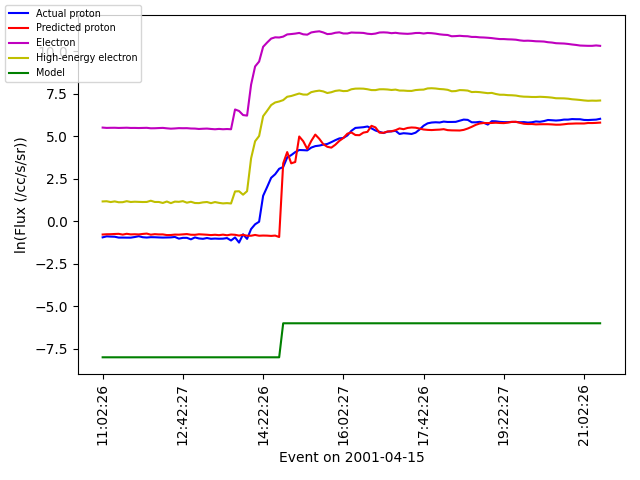 Actual proton
Predicted proton
Electron
High-energy electron
Model
10.0
7.5
5.0
2.5
0.0
−2.5
−5.0
−7.5
ln(Flux (/cc/s/sr))
11:02:26
12:42:27
14:22:26
16:02:27
17:42:26
19:22:27
21:02:26
Event on 2001-04-15